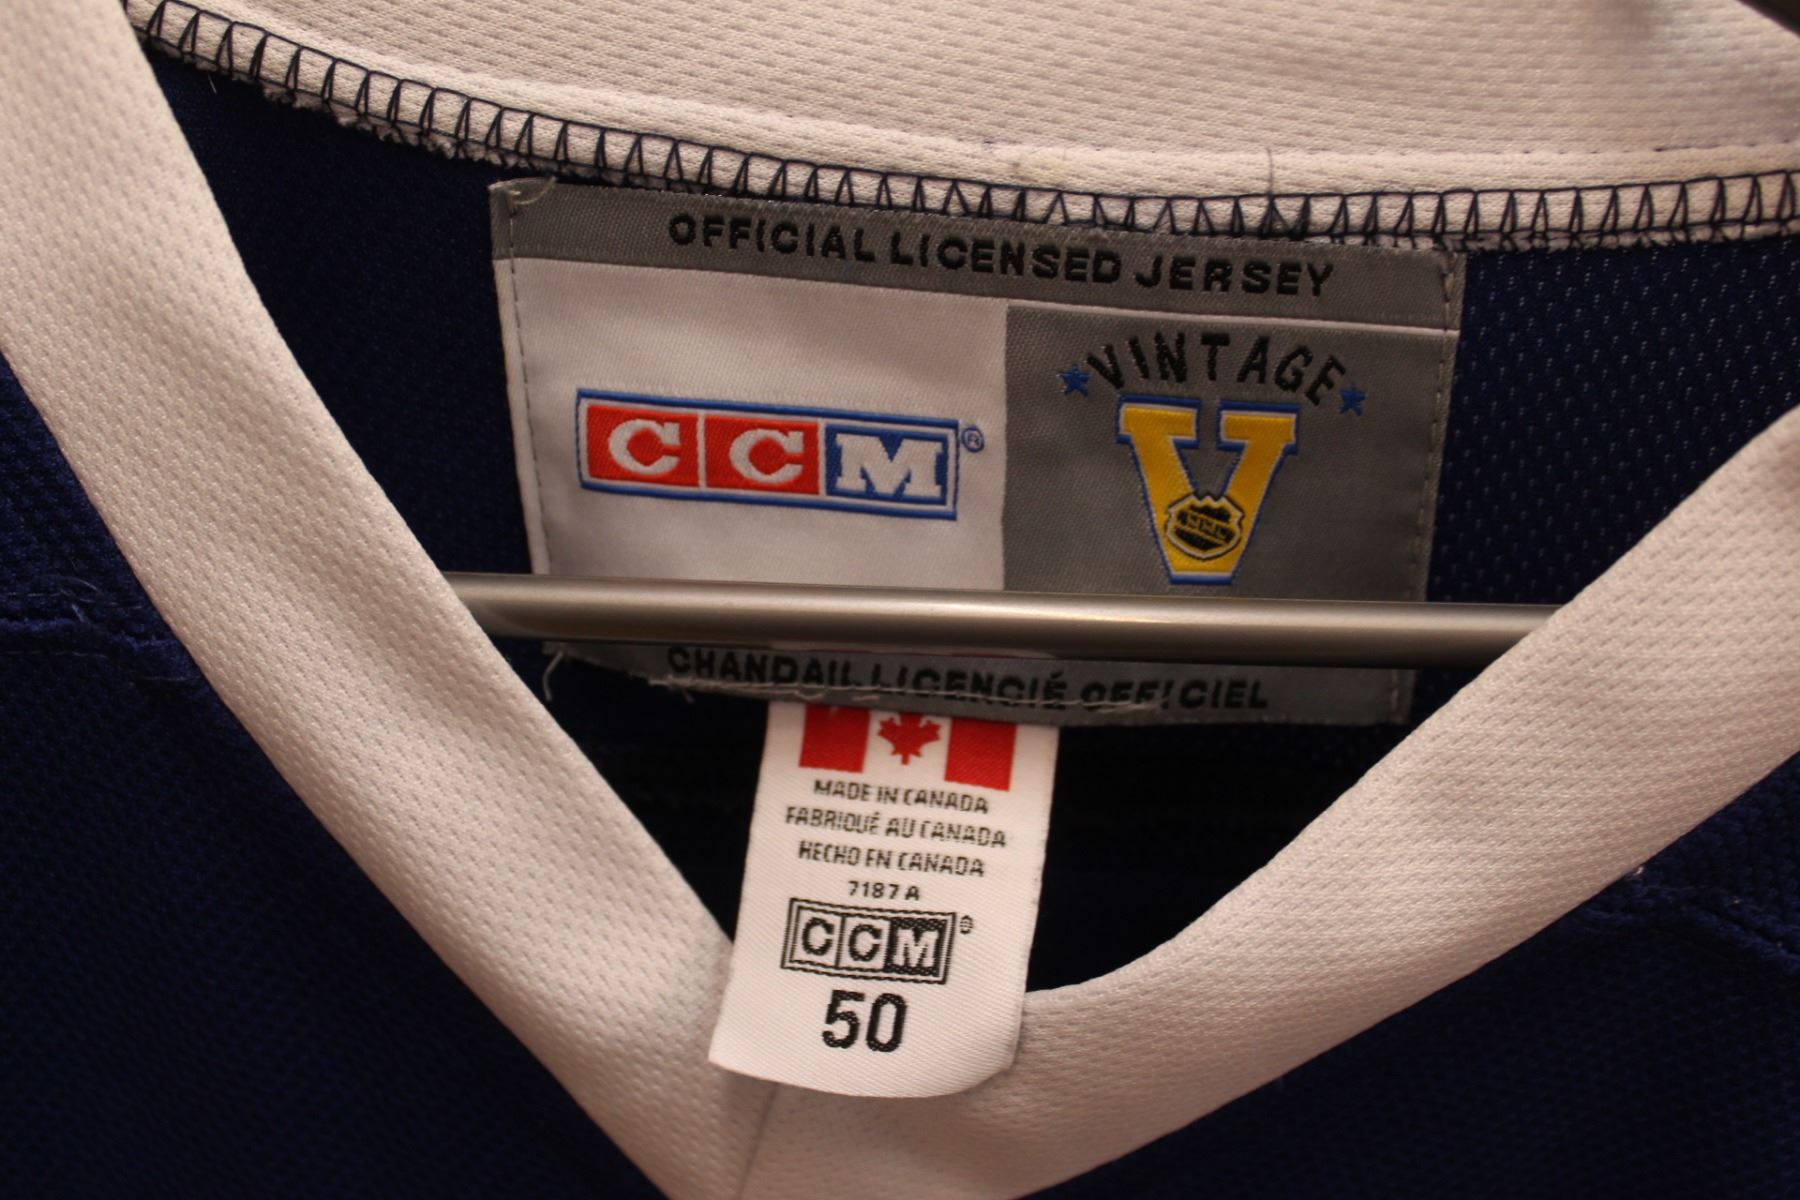 OFFICIAL LICENSED JERSEY
CCM®
VINTAGE
V
CHANDAIL LICENCIÉ OFFICIEL
MADE IN CANADA
FABRIQUÉ AU CANADA
HECHO EN CANADA
7187 A
CCM®
50